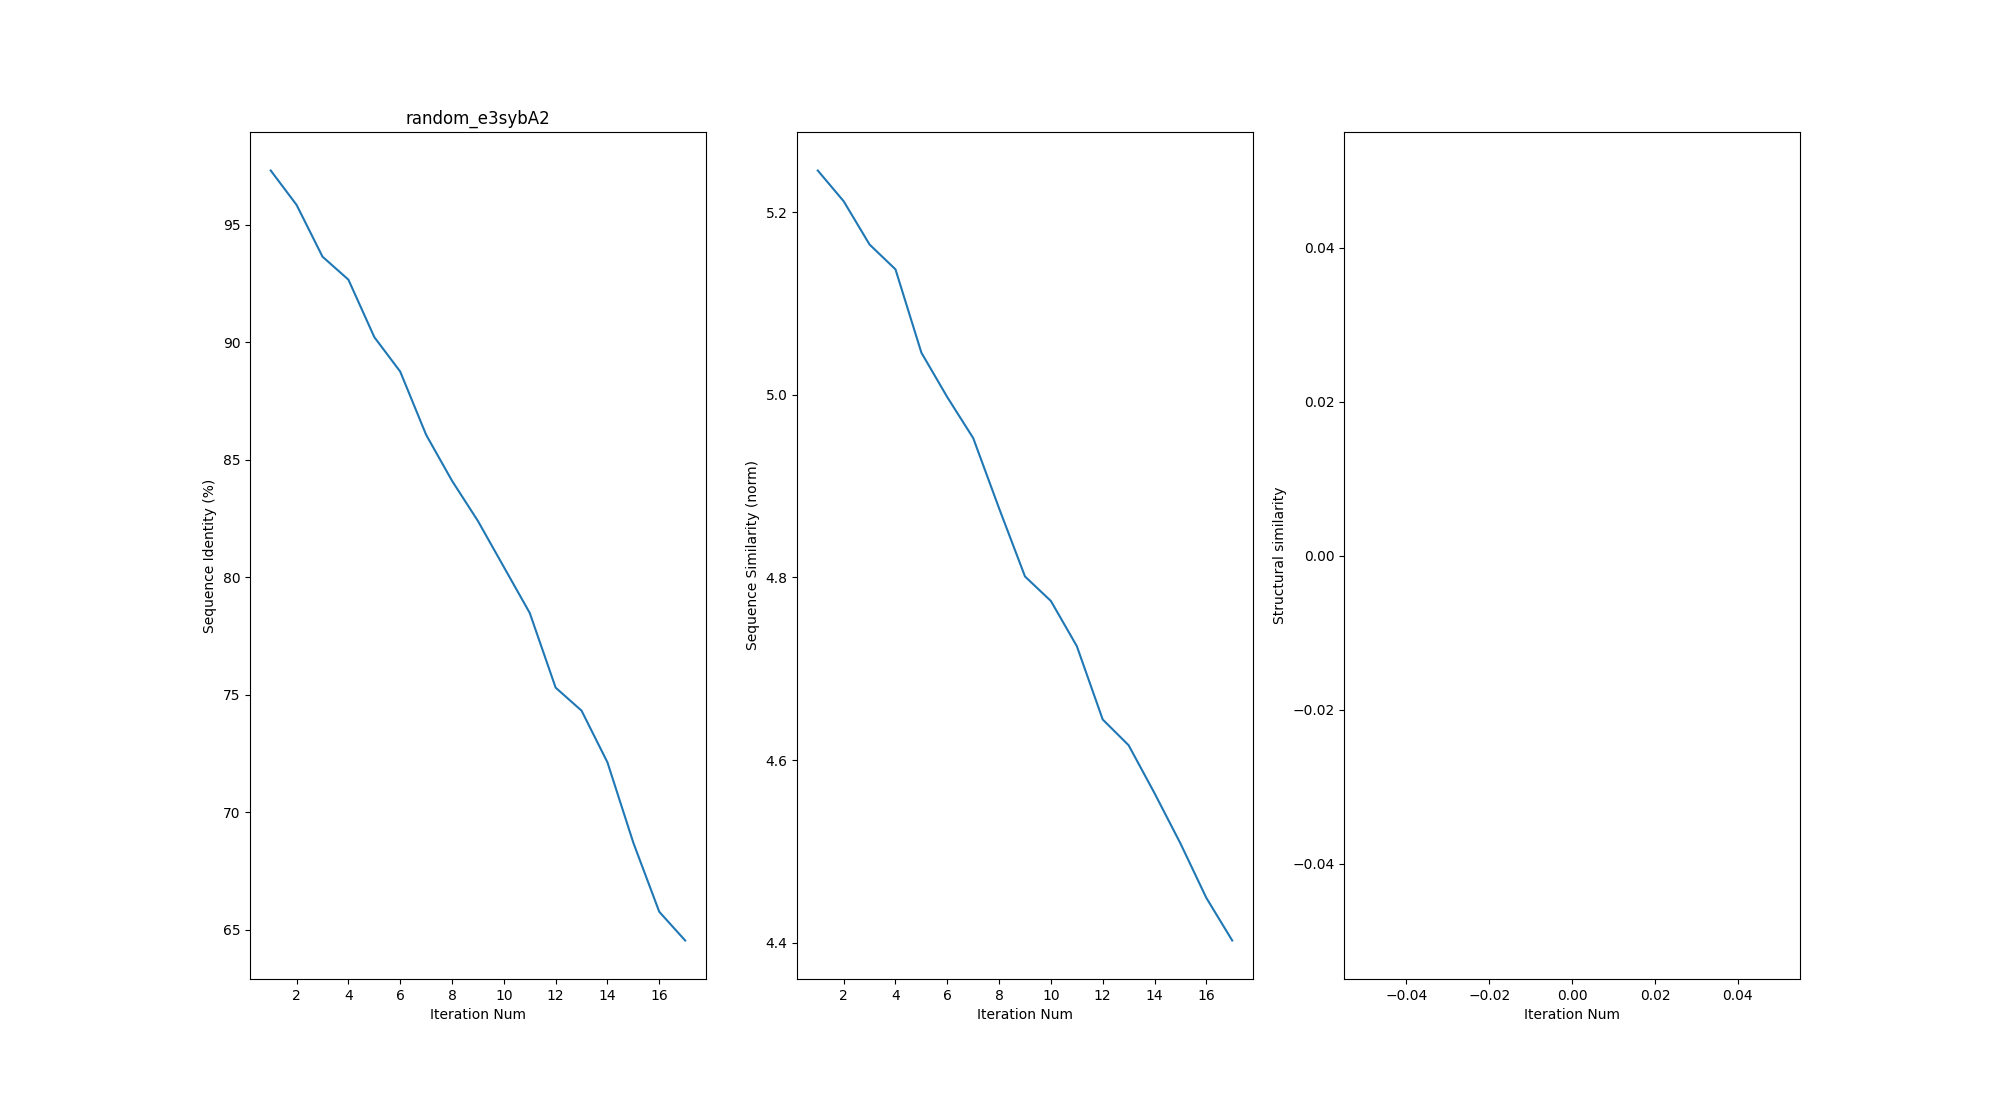 random_e3sybA2
Sequence Identity (%)
95
90
85
80
75
70
65
2 4 6 8 10 12 14 16
Iteration Num
Sequence Similarity (norm)
5.2
5.0
4.8
4.6
4.4
2 4 6 8 10 12 14 16
Iteration Num
Structural similarity
0.04
0.02
0.00
−0.02
−0.04
−0.04 −0.02 0.00 0.02 0.04
Iteration Num